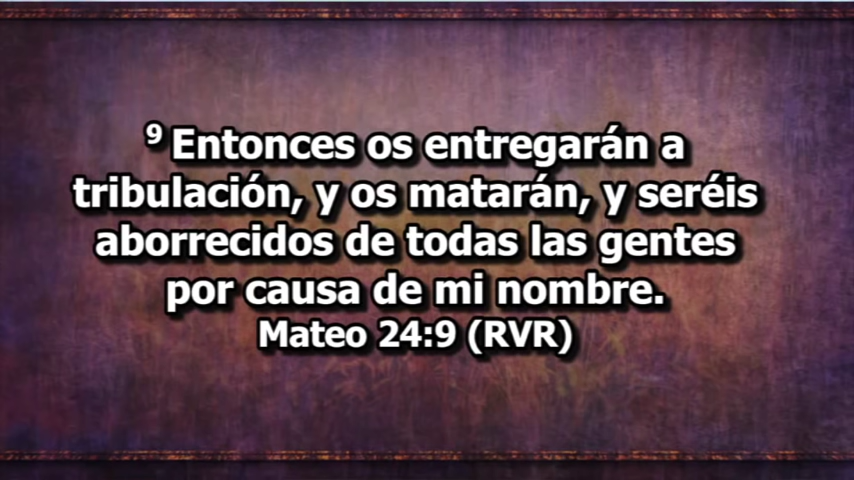 9 Entonces os entregarán a
tribulación, y os matarán, y seréis
aborrecidos de todas las gentes
por causa de mi nombre.
Mateo 24:9 (RVR)